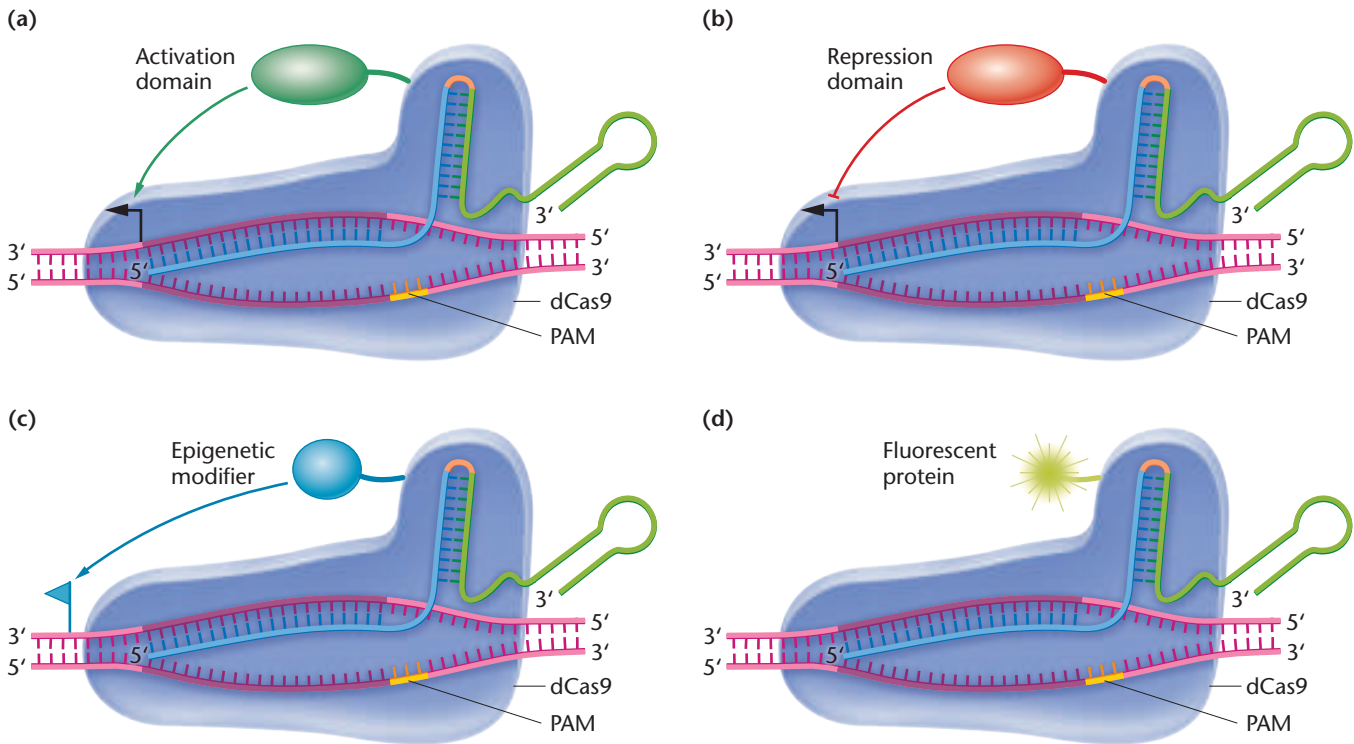 (a)
Activation
domain
3′
3′
5′
5′
5′
3′
dCas9
PAM
(b)
Repression
domain
3′
3′
5′
5′
5′
3′
dCas9
PAM
(c)
Epigenetic
modifier
3′
3′
5′
5′
5′
3′
dCas9
PAM
(d)
Fluorescent
protein
3′
3′
5′
5′
5′
3′
dCas9
PAM